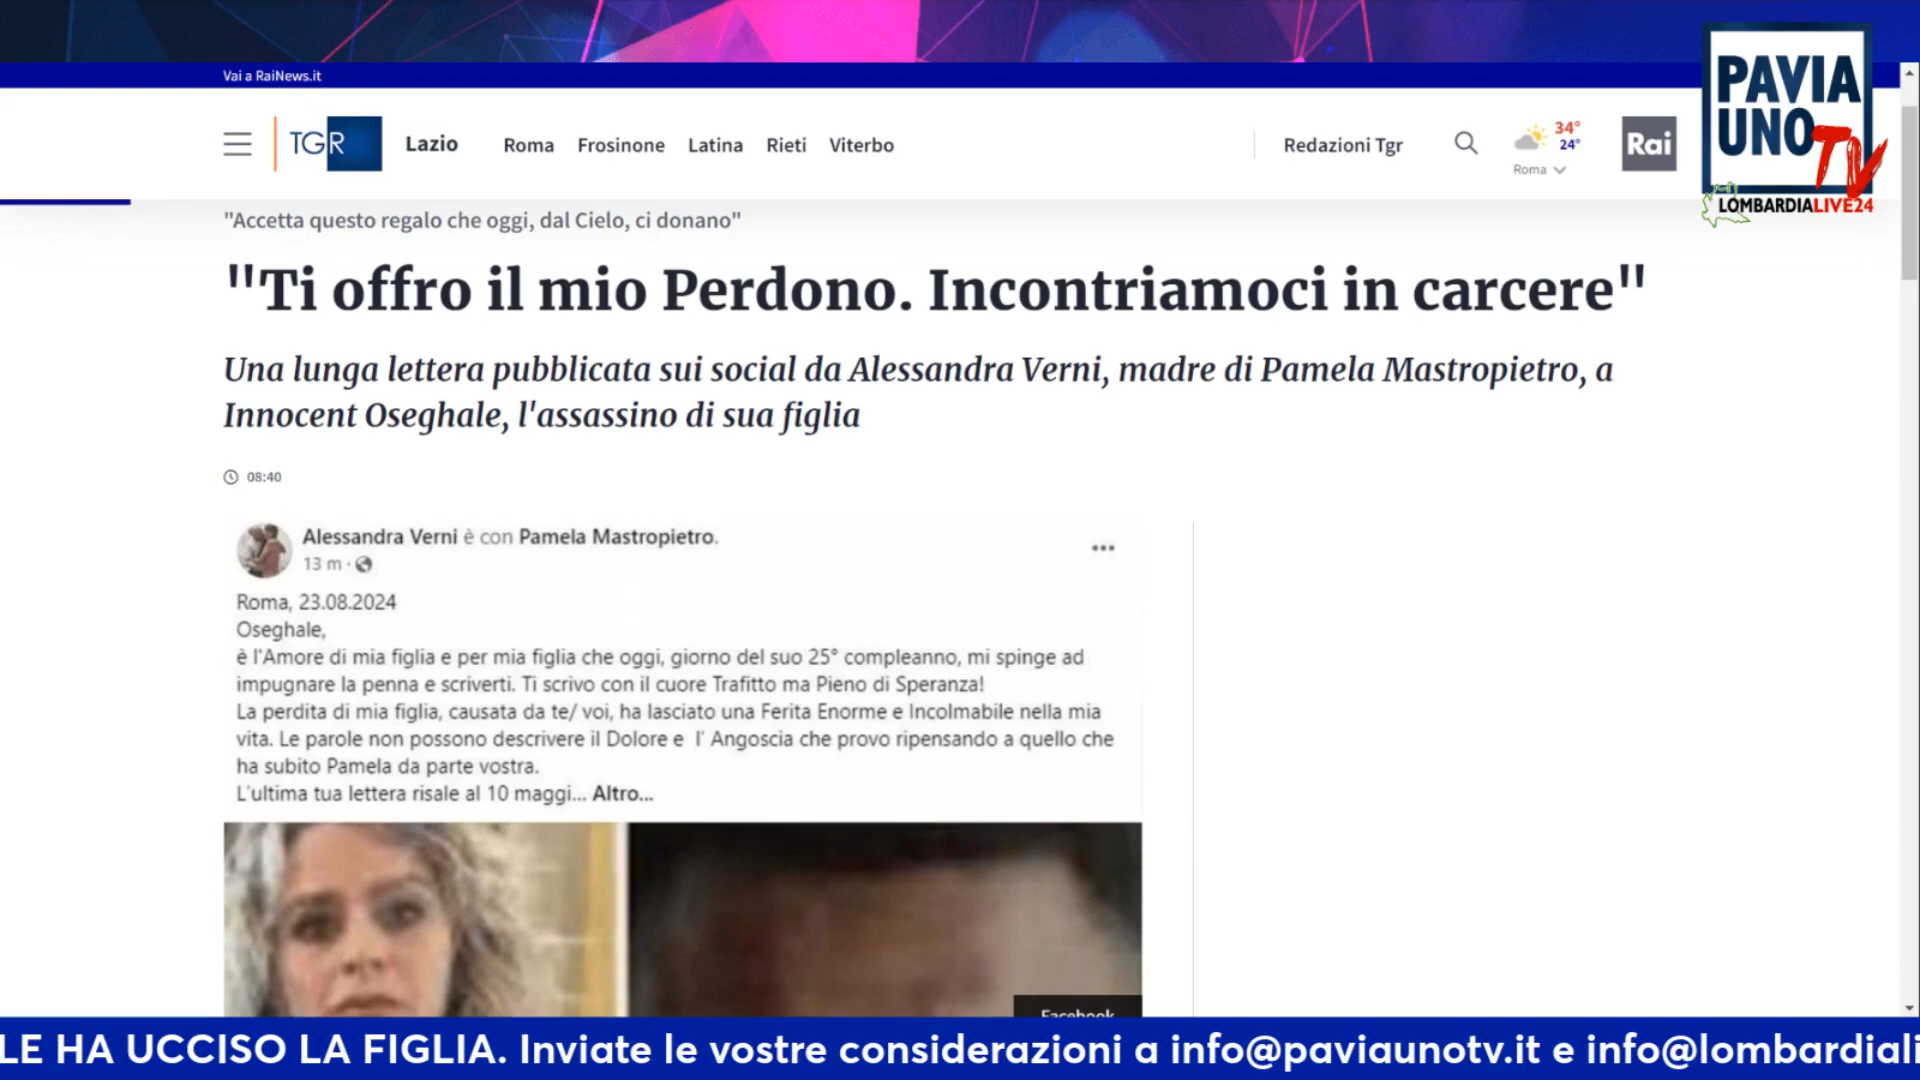 Vai a RaiNews.it
TGR
Lazio
Roma
Frosinone
Latina
Rieti
Viterbo
Redazioni Tgr
34°
24°
Roma
Rai
PAVIA
UNO
TV
LOMBARDIALIVE24
"Accetta questo regalo che oggi, dal Cielo, ci donano"
"Ti offro il mio Perdono. Incontriamoci in carcere"
Una lunga lettera pubblicata sui social da Alessandra Verni, madre di Pamela Mastropietro, a
Innocent Oseghale, l'assassino di sua figlia
08:40
Alessandra Verni è con Pamela Mastropietro.
13 m ·
Roma, 23.08.2024
Oseghale,
è l'Amore di mia figlia e per mia figlia che oggi, giorno del suo 25° compleanno, mi spinge ad
impugnare la penna e scriverti. Ti scrivo con il cuore Trafitto ma Pieno di Speranza!
La perdita di mia figlia, causata da te/ voi, ha lasciato una Ferita Enorme e Incolmabile nella mia
vita. Le parole non possono descrivere il Dolore e l' Angoscia che provo ripensando a quello che
ha subito Pamela da parte vostra.
L'ultima tua lettera risale al 10 maggi... Altro...
Facebook
LE HA UCCISO LA FIGLIA. Inviate le vostre considerazioni a info@paviaunotv.it e info@lombardiali